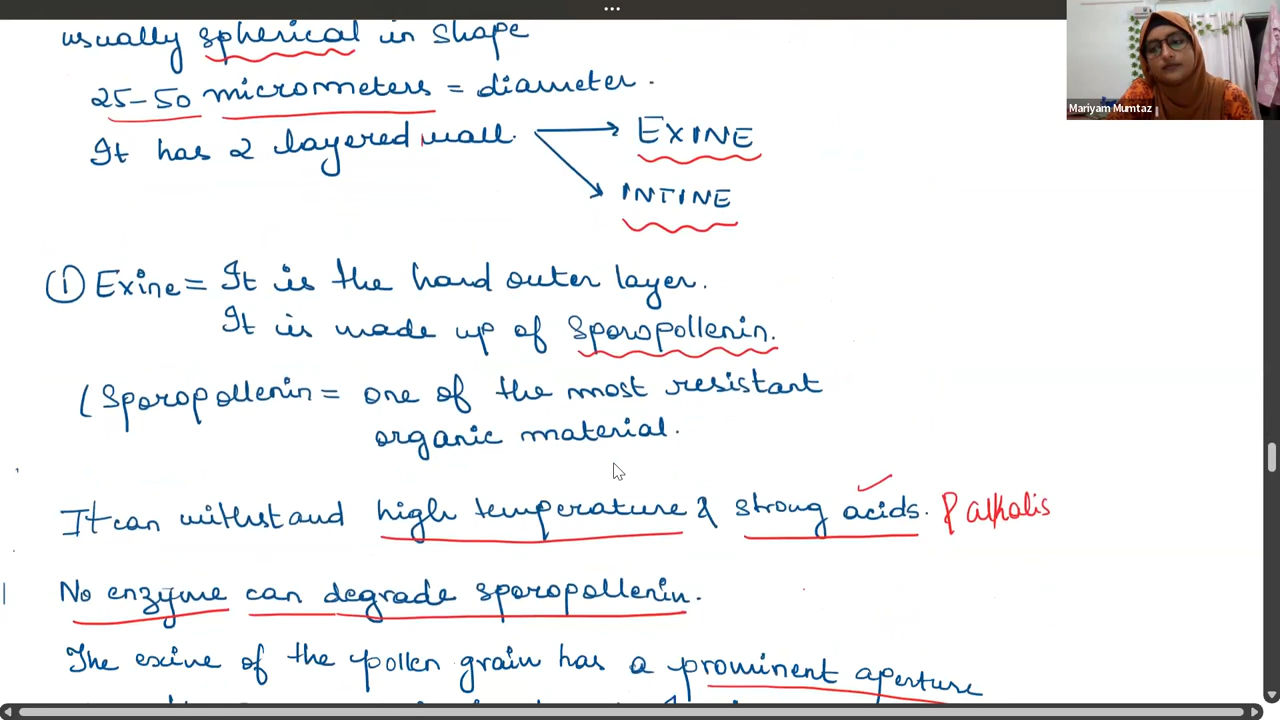 usually spherical in shape
25-50 micrometers = diameter.
It has 2 layered wall.
EXINE
INTINE
Mariyam Mumtaz
① Exine = It is the hard outer layer.
It is made up of Sporopollenin.
(Sporopollenin = one of the most resistant
organic material.
It can withstand high temperature & strong acids. & alkalis
No enzyme can degrade sporopollenin.
The exine of the pollen grain has a prominent aperture